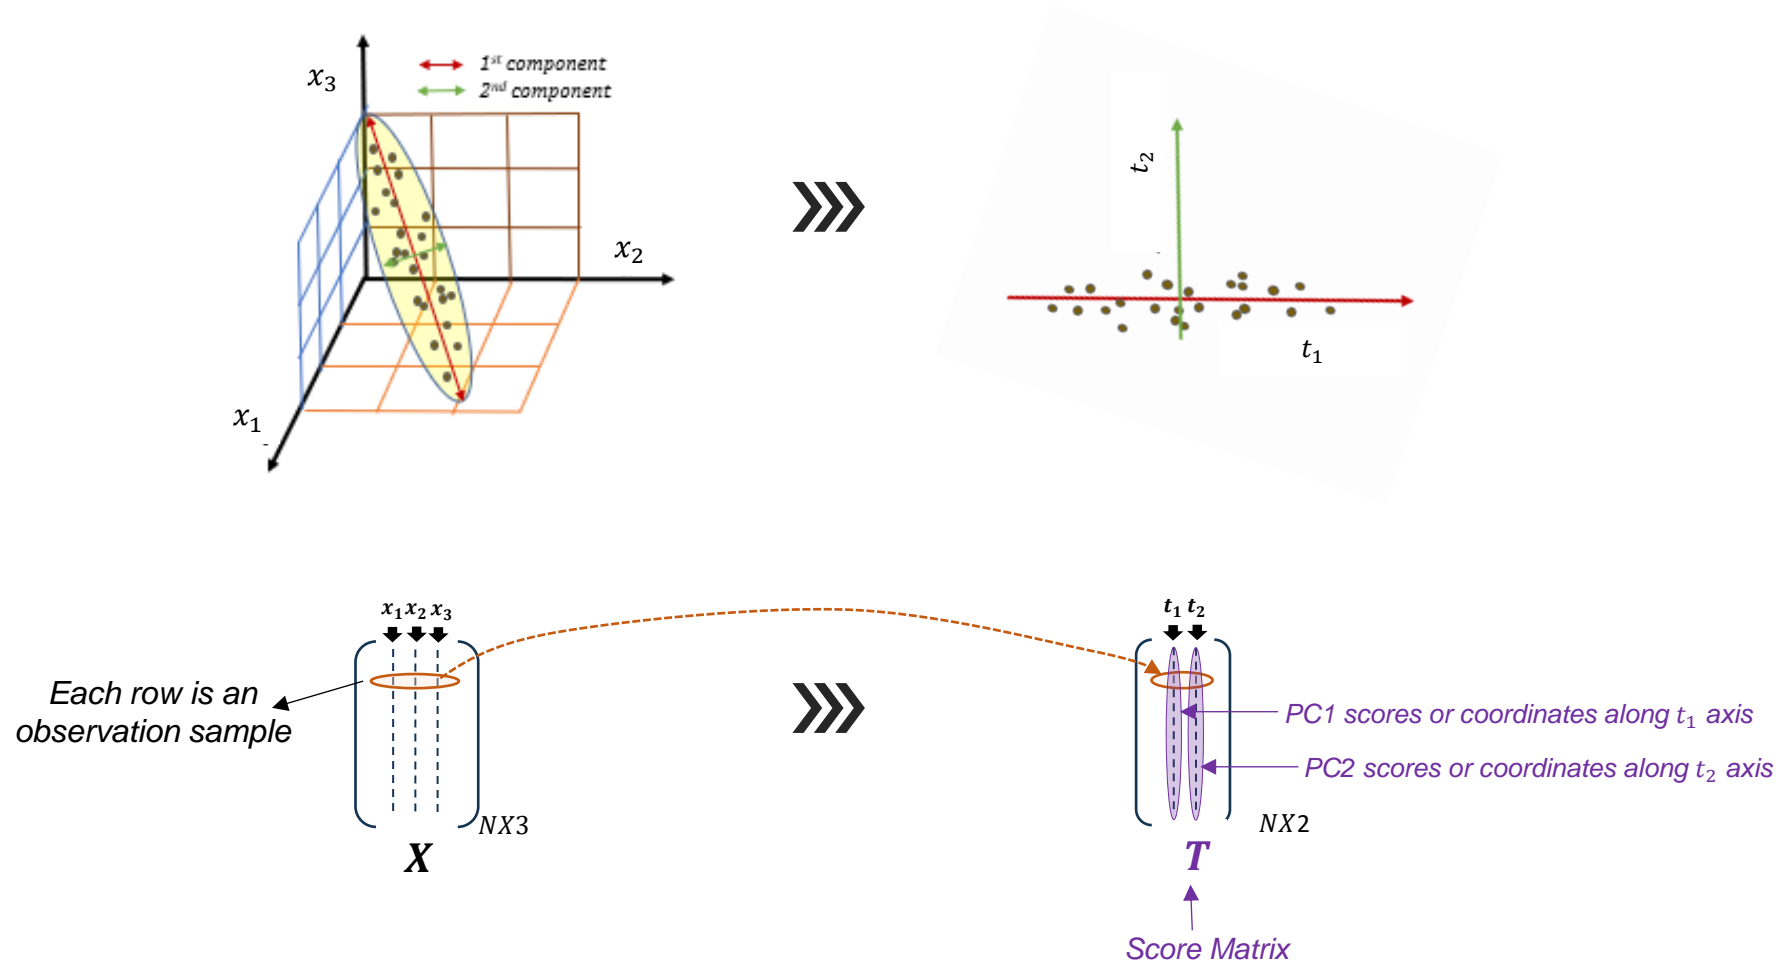 x₃
1ˢᵗ component
2ⁿᵈ component
x₂
x₁
t₂
t₁
x₁ x₂ x₃
t₁ t₂
Each row is an
observation sample
PC1 scores or coordinates along t₁ axis
PC2 scores or coordinates along t₂ axis
NX3
NX2
X
T
Score Matrix